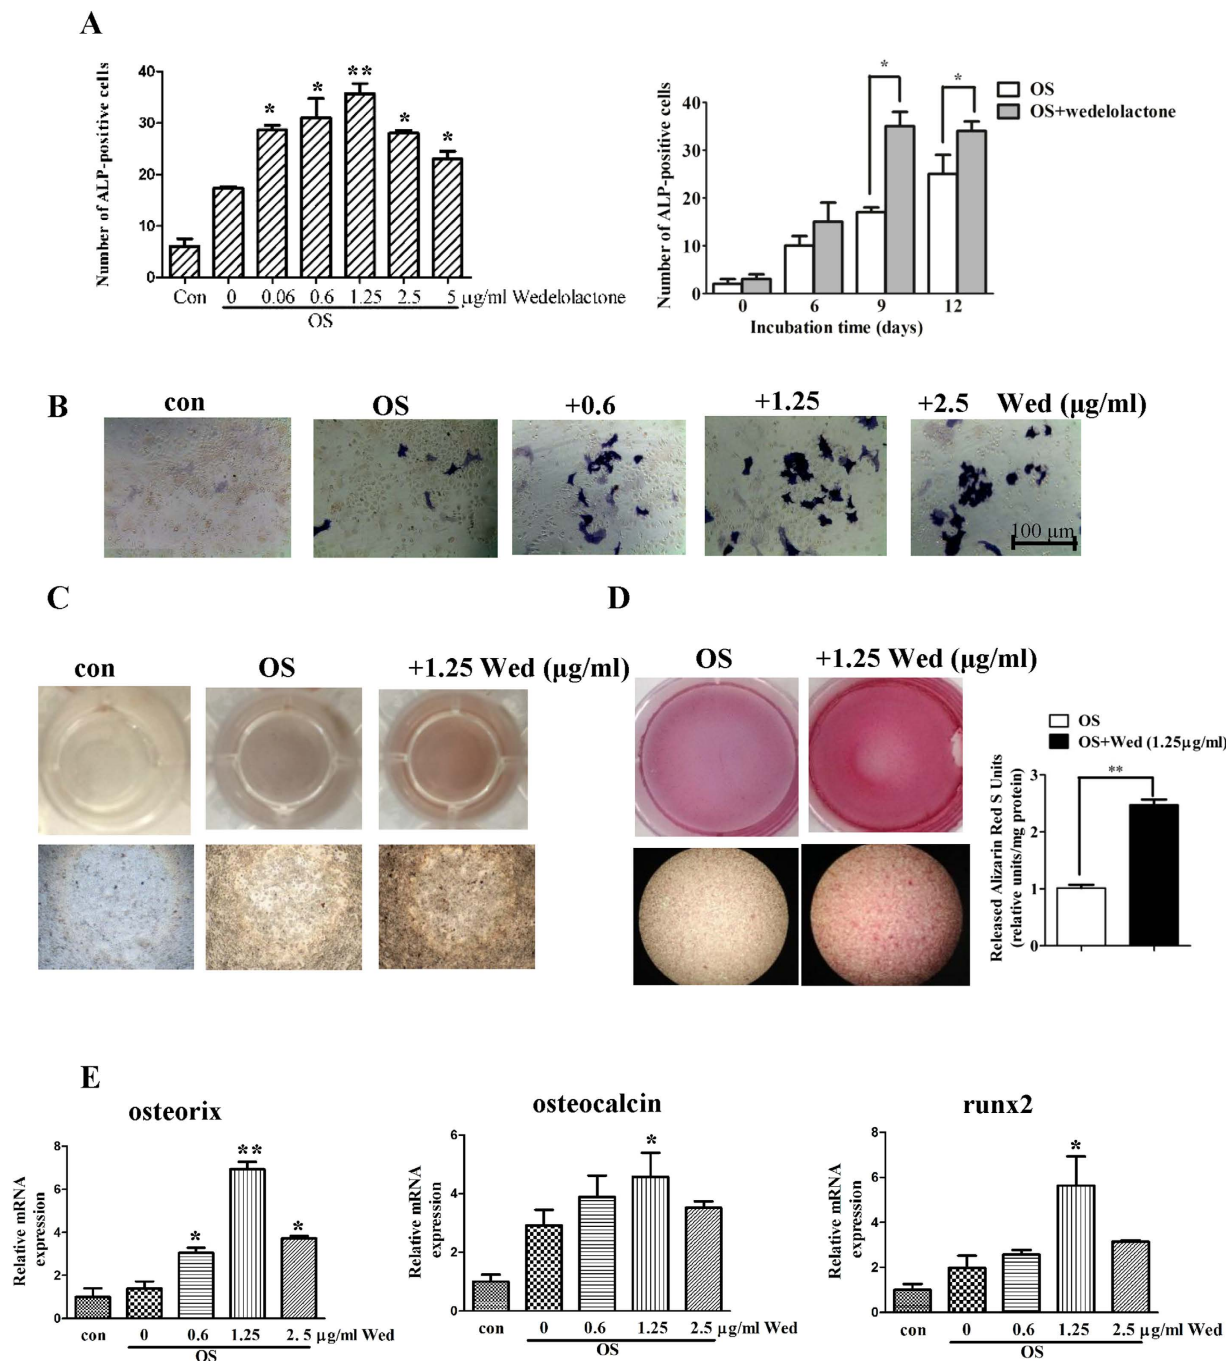 A
Number of ALP-positive cells
40
30
20
10
0
*
*
**
*
*
Con
0
0.06
0.6
1.25
2.5
5
μg/ml Wedelolactone
OS
Number of ALP-positive cells
40
30
20
10
0
*
*
OS
OS+wedelolactone
0
6
9
12
Incubation time (days)
B
con
OS
+0.6
+1.25
+2.5
Wed (μg/ml)
100 μm
C
con
OS
+1.25 Wed (μg/ml)
D
OS
+1.25 Wed (μg/ml)
OS
OS+Wed (1.25μg/ml)
Released Alizarin Red S Units
(relative units/mg protein)
3
2
1
0
**
E
osteorix
Relative mRNA
expression
8
6
4
2
0
*
**
*
con
0
0.6
1.25
2.5
μg/ml Wed
OS
osteocalcin
Relative mRNA
expression
6
4
2
0
*
con
0
0.6
1.25
2.5
μg/ml Wed
OS
runx2
Relative mRNA
expression
8
6
4
2
0
*
con
0
0.6
1.25
2.5
μg/ml Wed
OS